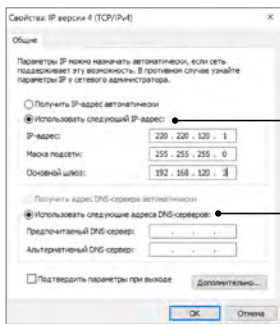 Свойства: IP версии 4 (TCP/IPv4)
Общие
Параметры IP можно назначать автоматически, если сеть
поддерживает эту возможность. В противном случае узнайте
параметры IP у сетевого администратора.
Получить IP-адрес автоматически
Использовать следующий IP-адрес:
IP-адрес: 220 . 220 . 120 . 1
Маска подсети: 255 . 255 . 255 . 0
Основной шлюз: 192 . 168 . 120 . 3
Получить адрес DNS-сервера автоматически
Использовать следующие адреса DNS-серверов:
Предпочитаемый DNS-сервер: . . .
Альтернативный DNS-сервер: . . .
Подтвердить параметры при выходе
Дополнительно...
ОК Отмена